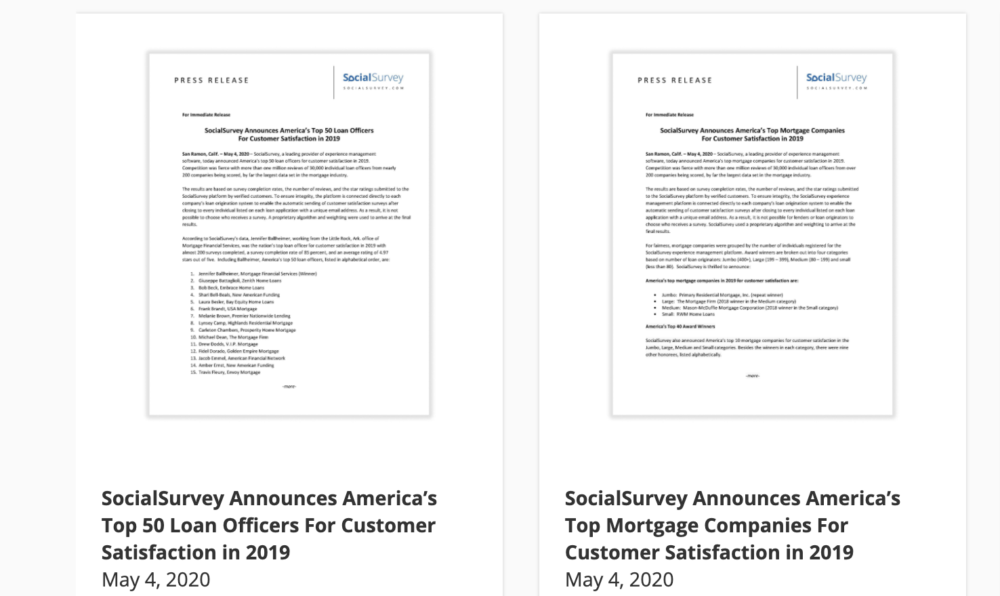 PRESS RELEASE
SocialSurvey
SOCIALSURVEY.COM
For Immediate Release
SocialSurvey Announces America's Top 50 Loan Officers
For Customer Satisfaction in 2019
San Ramon, Calif. – May 4, 2020 – SocialSurvey, a leading provider of experience management
software, today announced America's top 50 loan officers for customer satisfaction in 2019.
Competition was fierce with more than one million reviews of 30,000 individual loan officers from nearly
200 companies being scored, by far the largest data set in the mortgage industry.
The results are based on survey completion rates, the number of reviews, and the star ratings submitted to the
SocialSurvey platform by verified customers. To ensure integrity, the platform is connected directly to each
company's loan origination system to enable the automatic sending of customer satisfaction surveys after
closing to every individual listed on each loan application with a unique email address. As a result, it is not
possible to choose who receives a survey. A proprietary algorithm and weighting were used to arrive at the final
results.
According to SocialSurvey's data, Jennifer Ballheimer, working from the Little Rock, Ark. office of
Mortgage Financial Services, was the nation's top loan officer for customer satisfaction in 2019 with
almost 200 surveys completed, a survey completion rate of 85 percent, and an average rating of 4.97
stars out of five. Including Ballheimer, America's top 50 loan officers, listed in alphabetical order, are:
1. Jennifer Ballheimer, Mortgage Financial Services (Winner)
2. Giuseppe Battaglioli, Zenith Home Loans
3. Bob Beck, Embrace Home Loans
4. Shari Bell-Beals, New American Funding
5. Laura Besler, Bay Equity Home Loans
6. Frank Brandt, USA Mortgage
7. Melanie Brown, Premier Nationwide Lending
8. Lynsey Camp, Highlands Residential Mortgage
9. Carleton Chambers, Prosperity Home Mortgage
10. Michael Dean, The Mortgage Firm
11. Drew Dodds, V.I.P. Mortgage
12. Fidel Dorado, Golden Empire Mortgage
13. Jacob Emmel, American Financial Network
14. Amber Ernst, New American Funding
15. Travis Fleury, Envoy Mortgage
-more-
SocialSurvey Announces America's
Top 50 Loan Officers For Customer
Satisfaction in 2019
May 4, 2020
PRESS RELEASE
SocialSurvey
SOCIALSURVEY.COM
For Immediate Release
SocialSurvey Announces America's Top Mortgage Companies
For Customer Satisfaction in 2019
San Ramon, Calif. – May 4, 2020 – SocialSurvey, a leading provider of experience management
software, today announced America's top mortgage companies for customer satisfaction in 2019.
Competition was fierce with more than one million reviews of 30,000 individual loan officers from over
200 companies being scored, by far the largest data set in the mortgage industry.
The results are based on survey completion rates, the number of reviews, and the star ratings submitted
to the SocialSurvey platform by verified customers. To ensure integrity, the SocialSurvey experience
management platform is connected directly to each company's loan origination system to enable the
automatic sending of customer satisfaction surveys after closing to every individual listed on each loan
application with a unique email address. As a result, it is not possible for lenders or loan originators to
choose who receives a survey. SocialSurvey used a proprietary algorithm and weighting to arrive at the
final results.
For fairness, mortgage companies were grouped by the number of individuals registered for the
SocialSurvey experience management platform. Award winners are broken out into four categories
based on number of loan originators: Jumbo (400+), Large (199 – 399), Medium (80 – 199) and small
(less than 80). SocialSurvey is thrilled to announce:
America's top mortgage companies in 2019 for customer satisfaction are:
• Jumbo: Primary Residential Mortgage, Inc. (repeat winner)
• Large: The Mortgage Firm (2018 winner in the Medium category)
• Medium: Mason-McDuffie Mortgage Corporation (2018 winner in the Small category)
• Small: RWM Home Loans
America's Top 40 Award Winners
SocialSurvey also announced America's top 10 mortgage companies for customer satisfaction in the
Jumbo, Large, Medium and Small categories. Besides the winners in each category, there were nine
other honorees, listed alphabetically.
-more-
SocialSurvey Announces America's
Top Mortgage Companies For
Customer Satisfaction in 2019
May 4, 2020